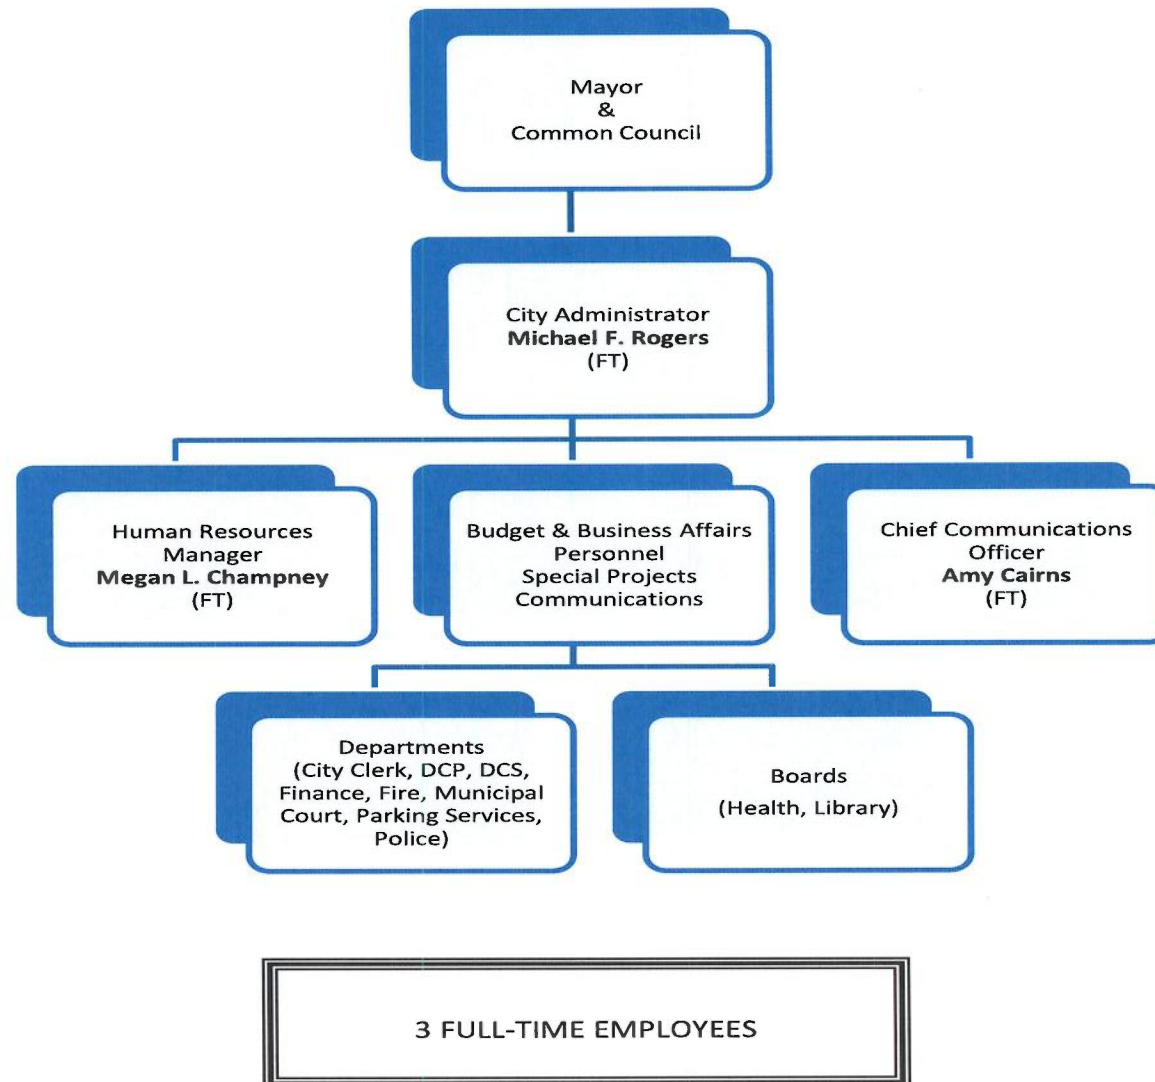 Mayor
&
Common Council
City Administrator
Michael F. Rogers
(FT)
Human Resources
Manager
Megan L. Champney
(FT)
Budget & Business Affairs
Personnel
Special Projects
Communications
Chief Communications
Officer
Amy Cairns
(FT)
Departments
(City Clerk, DCP, DCS,
Finance, Fire, Municipal
Court, Parking Services,
Police)
Boards
(Health, Library)
3 FULL-TIME EMPLOYEES